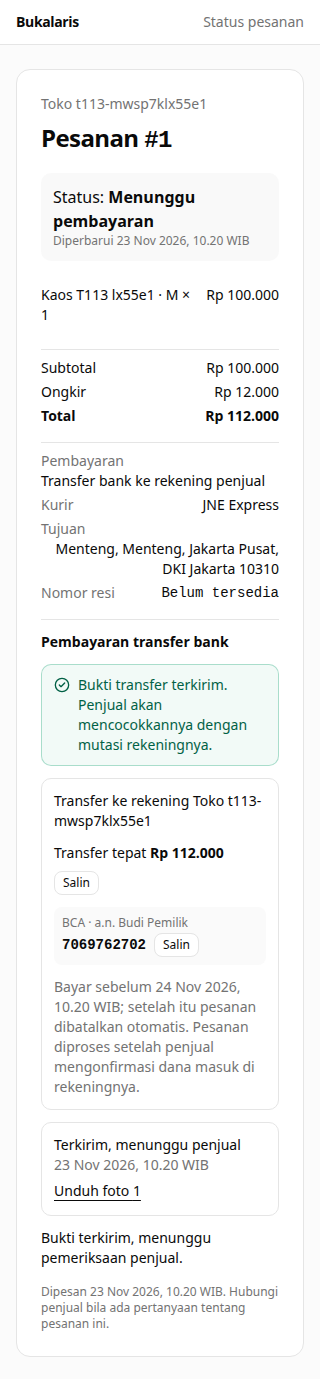 Bukalaris Status pesanan
Toko t113-mwsp7klx55e1
Pesanan #1
Status: Menunggu
pembayaran
Diperbarui 23 Nov 2026, 10.20 WIB
Kaos T113 lx55e1 · M × Rp 100.000
1
Subtotal Rp 100.000
Ongkir Rp 12.000
Total Rp 112.000
Pembayaran
Transfer bank ke rekening penjual
Kurir JNE Express
Tujuan
Menteng, Menteng, Jakarta Pusat,
DKI Jakarta 10310
Nomor resi Belum tersedia
Pembayaran transfer bank
Bukti transfer terkirim.
Penjual akan
mencocokkannya dengan
mutasi rekeningnya.
Transfer ke rekening Toko t113-
mwsp7klx55e1
Transfer tepat Rp 112.000
Salin
BCA · a.n. Budi Pemilik
7069762702 Salin
Bayar sebelum 24 Nov 2026,
10.20 WIB; setelah itu pesanan
dibatalkan otomatis. Pesanan
diproses setelah penjual
mengonfirmasi dana masuk di
rekeningnya.
Terkirim, menunggu penjual
23 Nov 2026, 10.20 WIB
Unduh foto 1
Bukti terkirim, menunggu
pemeriksaan penjual.
Dipesan 23 Nov 2026, 10.20 WIB. Hubungi
penjual bila ada pertanyaan tentang
pesanan ini.